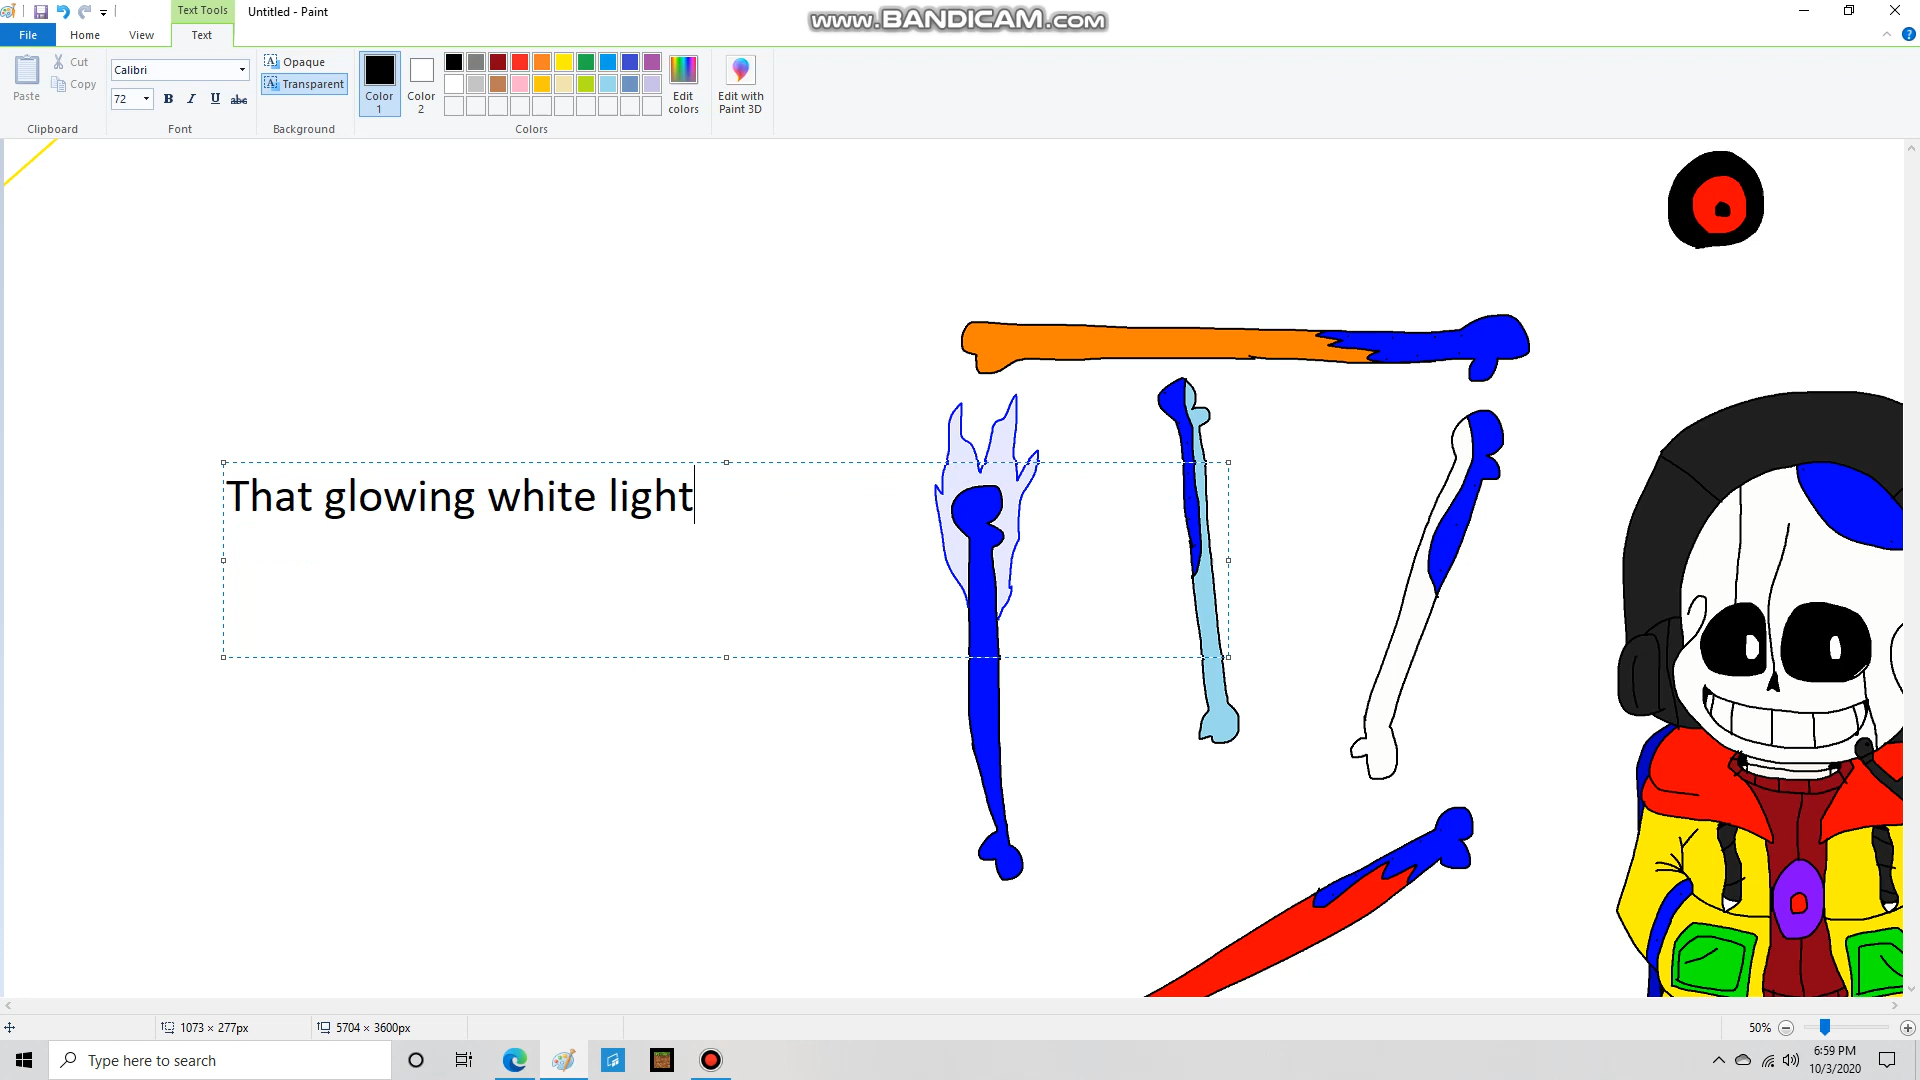 Text Tools
Untitled - Paint
www.BANDICAM.com
File
Home
View
Text
Paste
Cut
Copy
Clipboard
Calibri
72
B I U abc
Font
Opaque
Transparent
Background
Color 1
Color 2
Edit colors
Colors
Edit with Paint 3D
That glowing white light
1073 × 277px
5704 × 3600px
50%
Type here to search
6:59 PM
10/3/2020